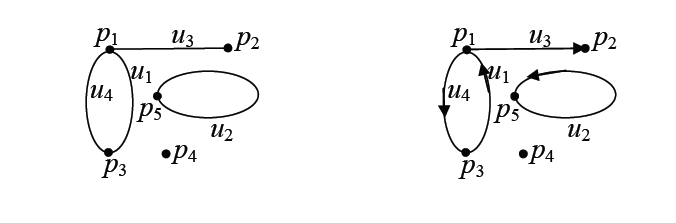 p₁ u₃ p₂
u₄ u₁
p₅ u₂
p₃ p₄
p₁ u₃ p₂
u₄ u₁
p₅ u₂
p₃ p₄